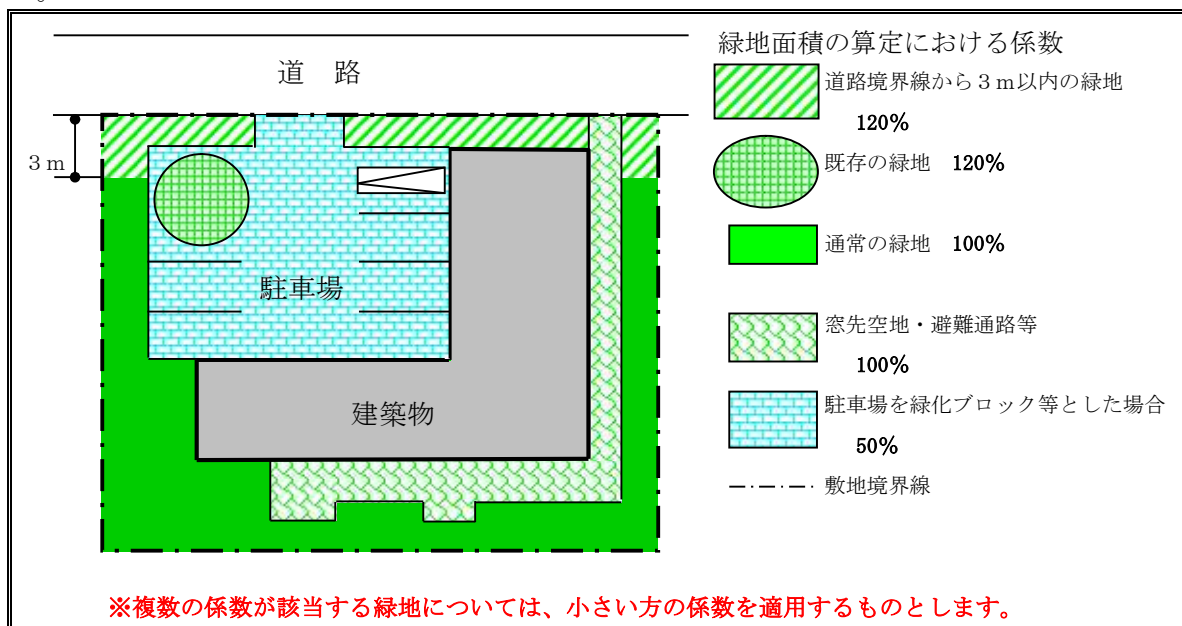 。
道 路
3m
駐車場
建築物
緑地面積の算定における係数
道路境界線から3m以内の緑地
120%
既存の緑地 120%
通常の緑地 100%
窓先空地・避難通路等
100%
駐車場を緑化ブロック等とした場合
50%
敷地境界線
※複数の係数が該当する緑地については、小さい方の係数を適用するものとします。